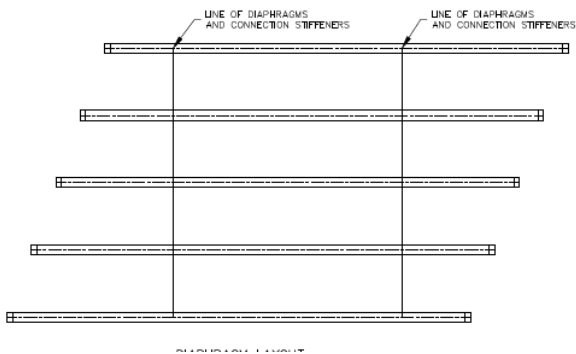 LINE OF DIAPHRAGMS
AND CONNECTION STIFFENERS
LINE OF DIAPHRAGMS
AND CONNECTION STIFFENERS
DIAPHRAGM LAYOUT